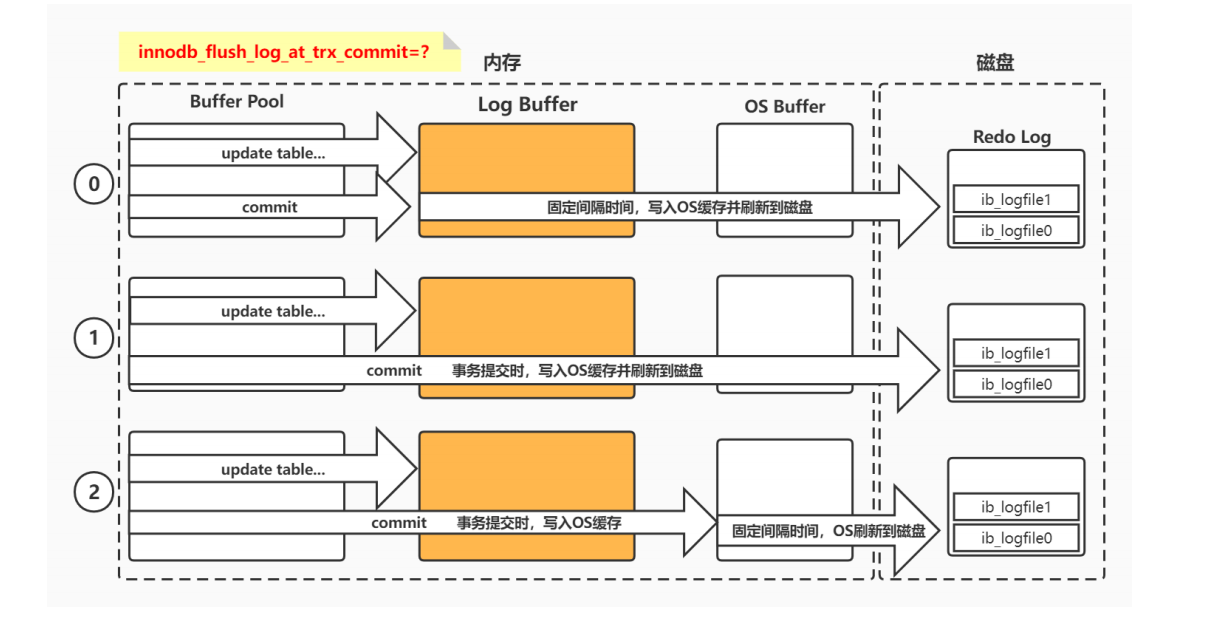 innodb_flush_log_at_trx_commit=?
内存
磁盘
Buffer Pool
Log Buffer
OS Buffer
Redo Log
0
update table...
commit
固定间隔时间，写入OS缓存并刷新到磁盘
ib_logfile1
ib_logfile0
1
update table...
commit 事务提交时，写入OS缓存并刷新到磁盘
ib_logfile1
ib_logfile0
2
update table...
commit 事务提交时，写入OS缓存
固定间隔时间，OS刷新到磁盘
ib_logfile1
ib_logfile0